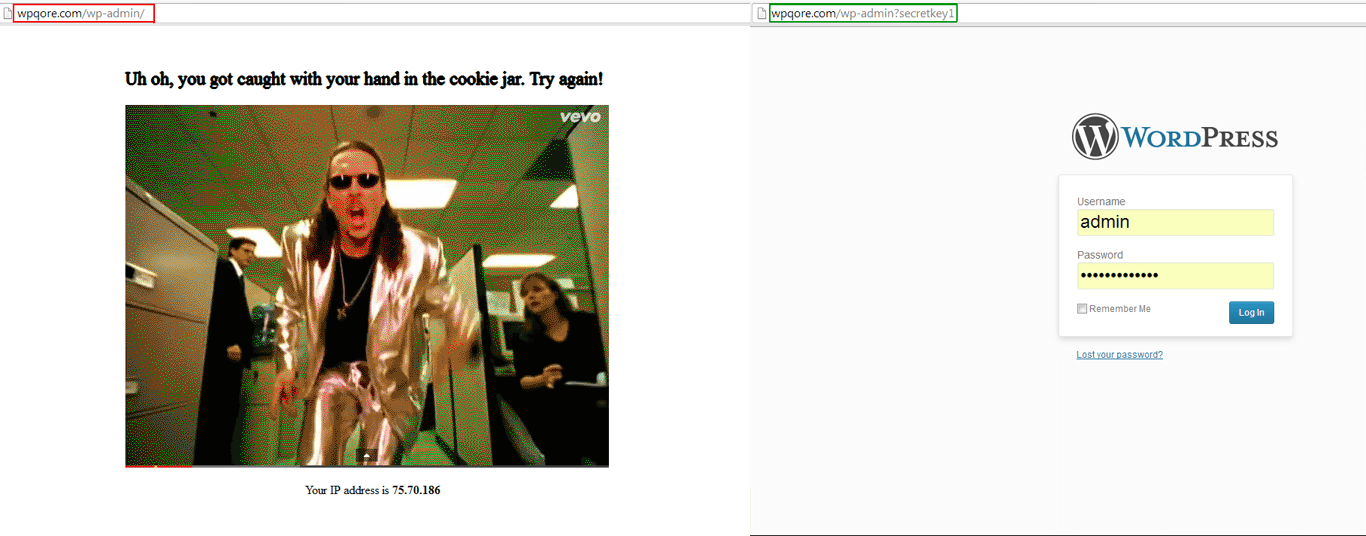 wpqore.com/wp-admin/
Uh oh, you got caught with your hand in the cookie jar. Try again!
vevo
Your IP address is 75.70.186
wpqore.com/wp-admin?secretkey1
WORDPRESS
Username
admin
Password
•••••••••••••
Remember Me
Log In
Lost your password?